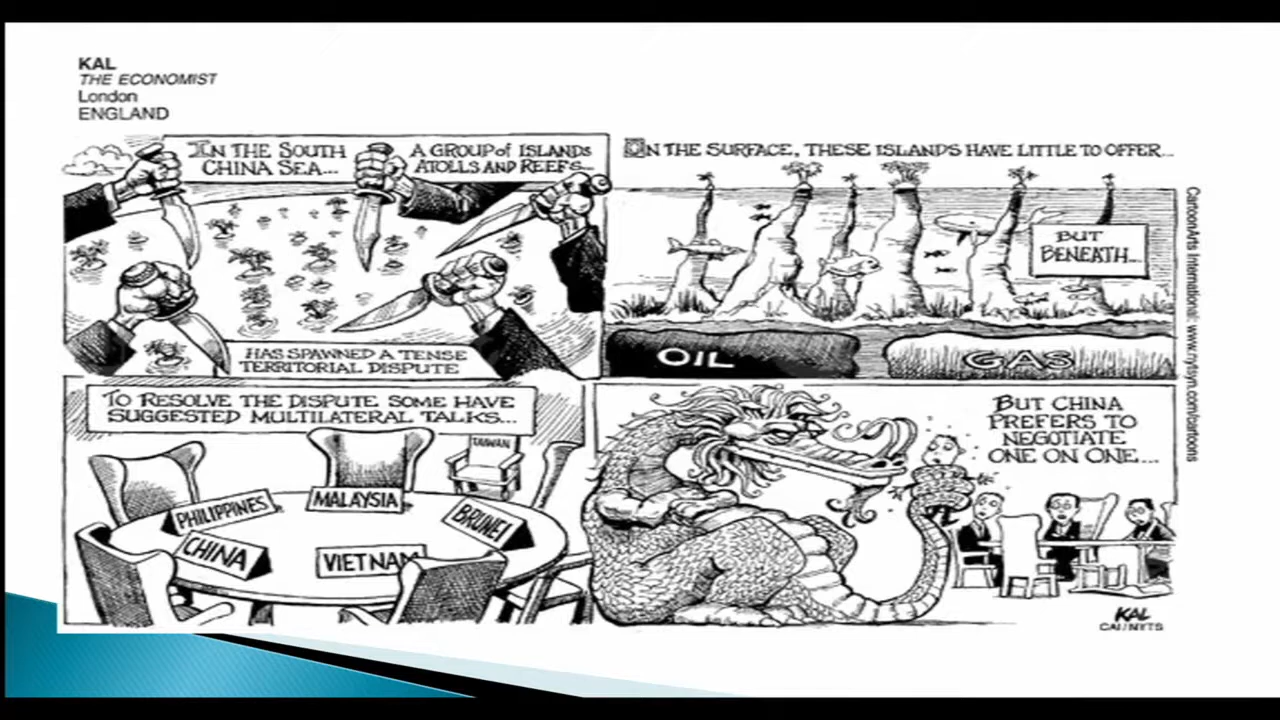 KAL
THE ECONOMIST
London
ENGLAND
IN THE SOUTH
CHINA SEA...
A GROUP of ISLANDS
ATOLLS AND REEFS...
HAS SPAWNED A TENSE
TERRITORIAL DISPUTE
ON THE SURFACE, THESE ISLANDS HAVE LITTLE TO OFFER...
BUT
BENEATH...
OIL
GAS
TO RESOLVE THE DISPUTE SOME HAVE
SUGGESTED MULTILATERAL TALKS...
TAIWAN
PHILIPPINES
MALAYSIA
BRUNEI
CHINA
VIETNAM
BUT CHINA
PREFERS TO
NEGOTIATE
ONE ON ONE...
KAL
CAI/NYTS
CartoonArts International: www.nytsyn.com/cartoons